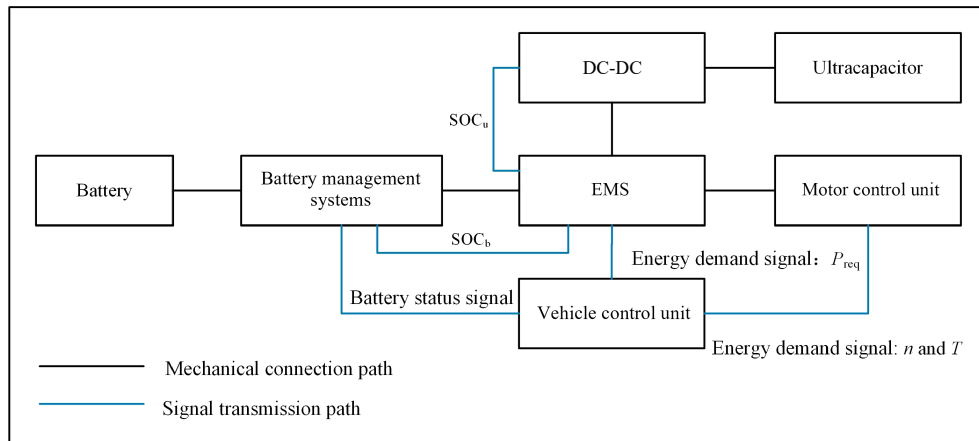 DC-DC
Ultracapacitor
SOCu
Battery
Battery management
systems
EMS
Motor control unit
SOCb
Energy demand signal：Preq
Battery status signal
Vehicle control unit
Energy demand signal: n and T
Mechanical connection path
Signal transmission path